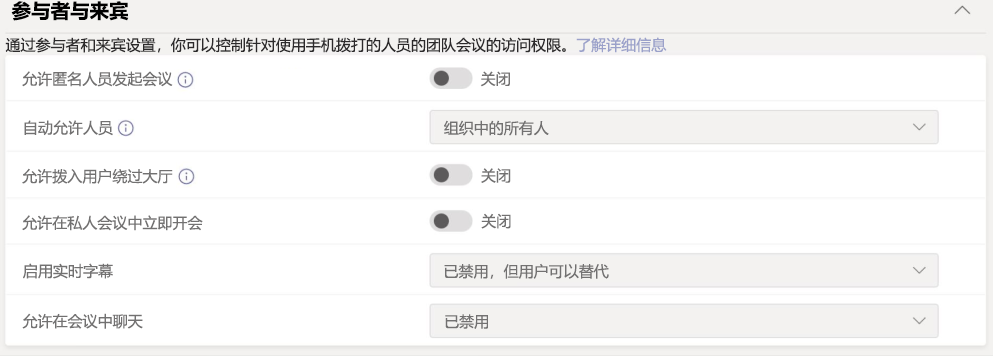 参与者与来宾
通过参与者和来宾设置，你可以控制针对使用手机拨打的人员的团队会议的访问权限。了解详细信息
允许匿名人员发起会议 关闭
自动允许人员 组织中的所有人
允许拨入用户绕过大厅 关闭
允许在私人会议中立即开会 关闭
启用实时字幕 已禁用，但用户可以替代
允许在会议中聊天 已禁用